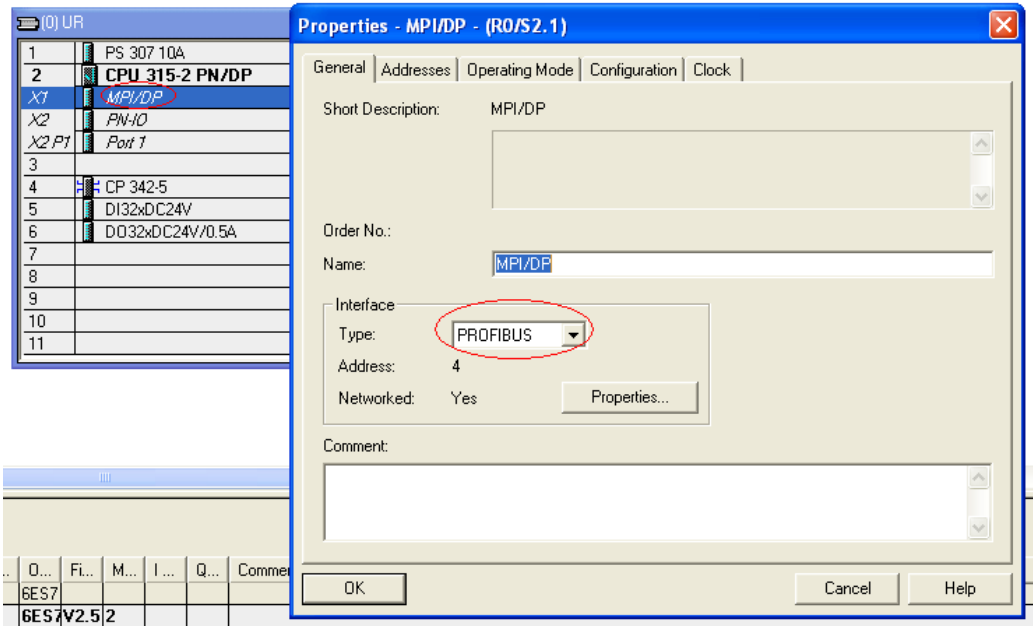 (0) UR
1 PS 307 10A
2 CPU 315-2 PN/DP
X1 MPI/DP
X2 PN-IO
X2 P1 Port 1
3
4 CP 342-5
5 DI32xDC24V
6 DO32xDC24V/0.5A
7
8
9
10
11
Properties - MPI/DP - (R0/S2.1)
General Addresses Operating Mode Configuration Clock
Short Description: MPI/DP
Order No.:
Name: MPI/DP
Interface
Type: PROFIBUS
Address: 4
Networked: Yes Properties...
Comment:
OK Cancel Help
... O... Fi... M... I ... Q... Commen
6ES7
6ES7 V2.5 2